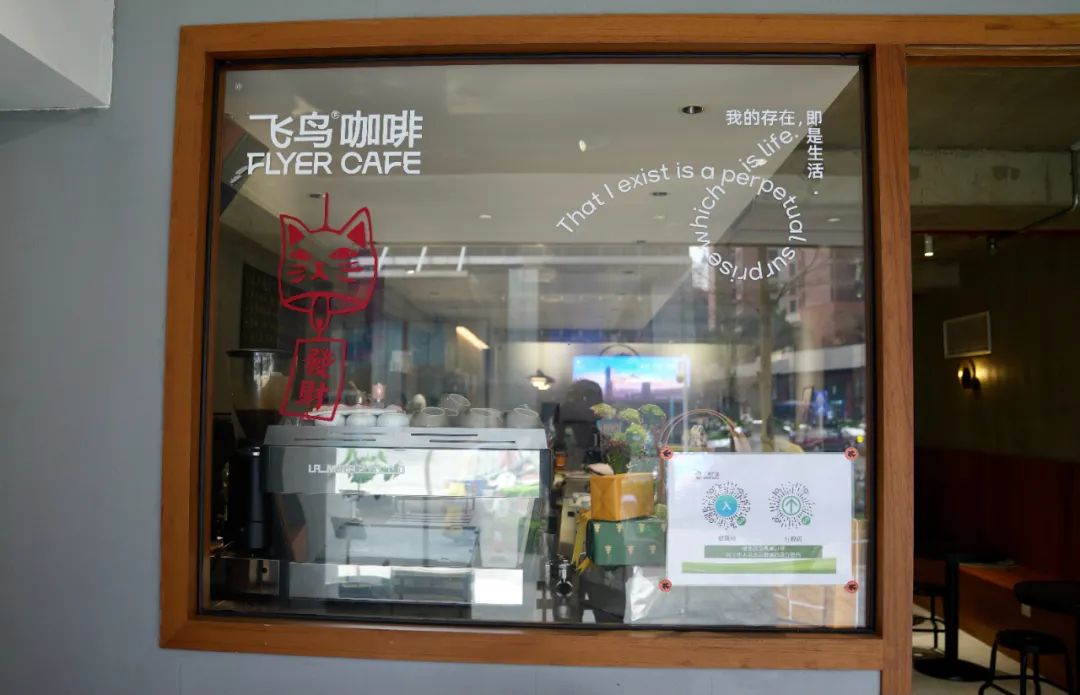 飞鸟®咖啡
FLYER CAFE
我的存在，即是生活.
That I exist is a perpetual surprise which is life.
發財
入